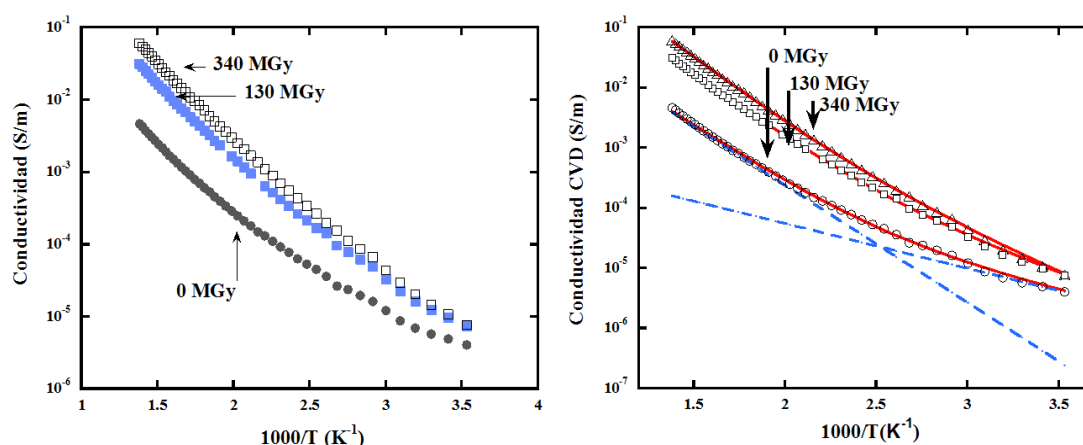 10⁻¹
10⁻²
10⁻³
10⁻⁴
10⁻⁵
10⁻⁶
Conductividad (S/m)
340 MGy
130 MGy
0 MGy
1 1.5 2 2.5 3 3.5 4
1000/T (K⁻¹)
10⁻¹
10⁻²
10⁻³
10⁻⁴
10⁻⁵
10⁻⁶
10⁻⁷
Conductividad CVD (S/m)
0 MGy
130 MGy
340 MGy
1.5 2 2.5 3 3.5
1000/T(K⁻¹)